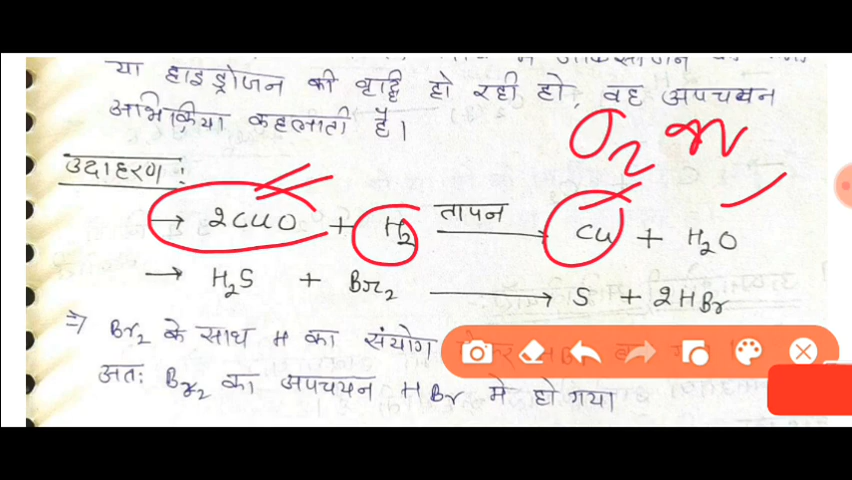 या हाइड्रोजन की वृद्धि हो रही हो, वह अपचयन
अभिक्रिया कहलाती है।
O2 का
उदाहरण :
→ 2CuO + H2 तापन → Cu + H2O
→ H2S + Br2 → S + 2HBr
⇒ Br2 के साथ H का संयोग
अतः Br2 का अपचयन HBr मे हो गया